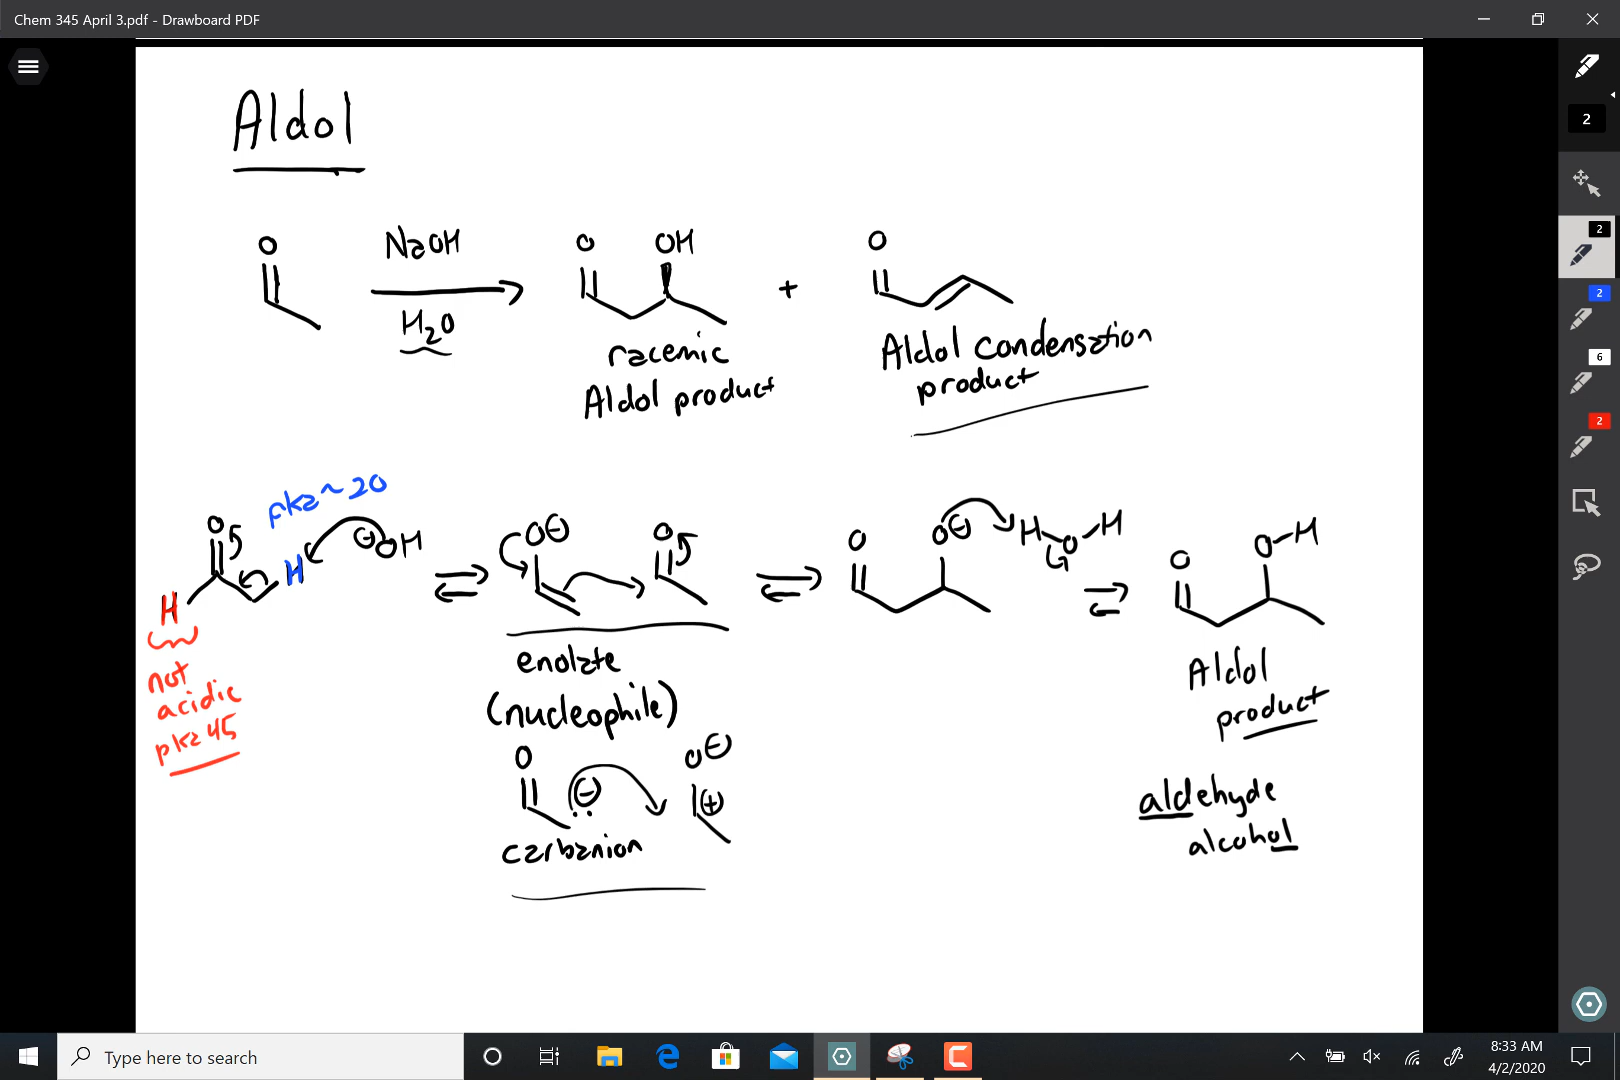 Chem 345 April 3.pdf - Drawboard PDF
2
2
2
6
2
Aldol
O
NaOH
H2O
O OH
racemic
Aldol product
+
O
Aldol condensation
product
pka~20
O
H
⊖OH
H
not
acidic
pka 45
O⊖
O
enolate
(nucleophile)
O
⊖
O⊖
⊕
carbanion
O
O⊖
H-O-H
O
O-H
Aldol
product
aldehyde
alcohol
Type here to search
8:33 AM
4/2/2020